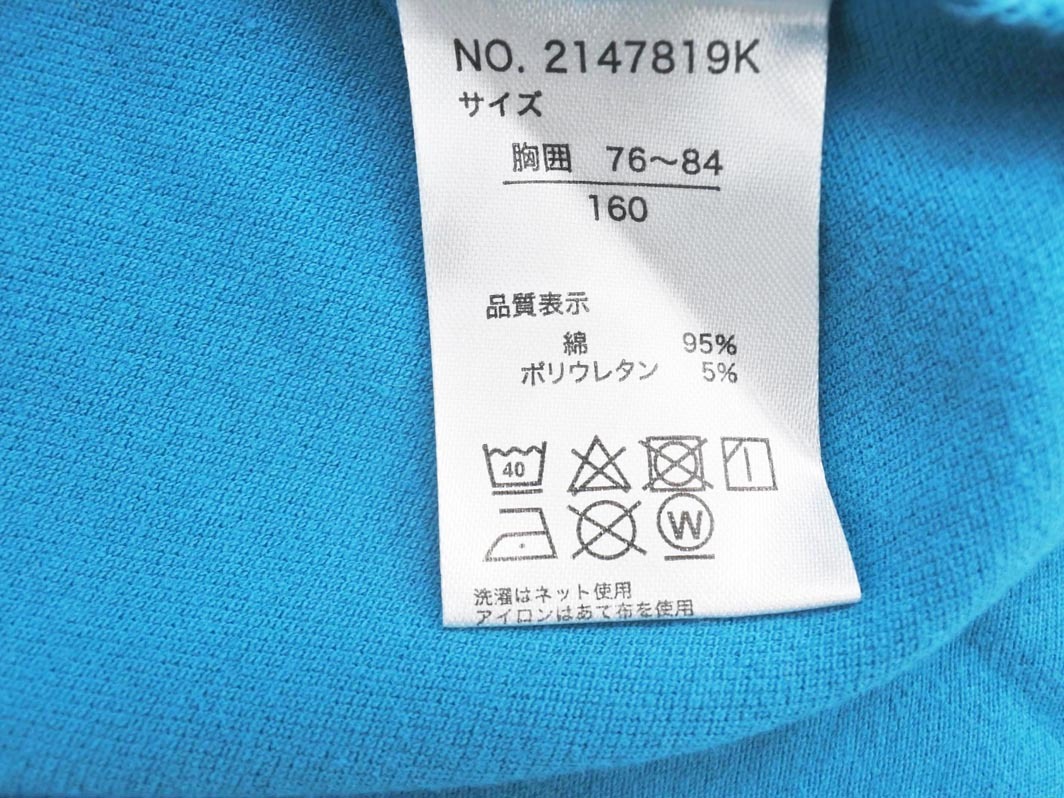 NO. 2147819K
サイズ
胸囲 76～84
160
品質表示
綿 95%
ポリウレタン 5%
40
W
洗濯はネット使用
アイロンはあて布を使用